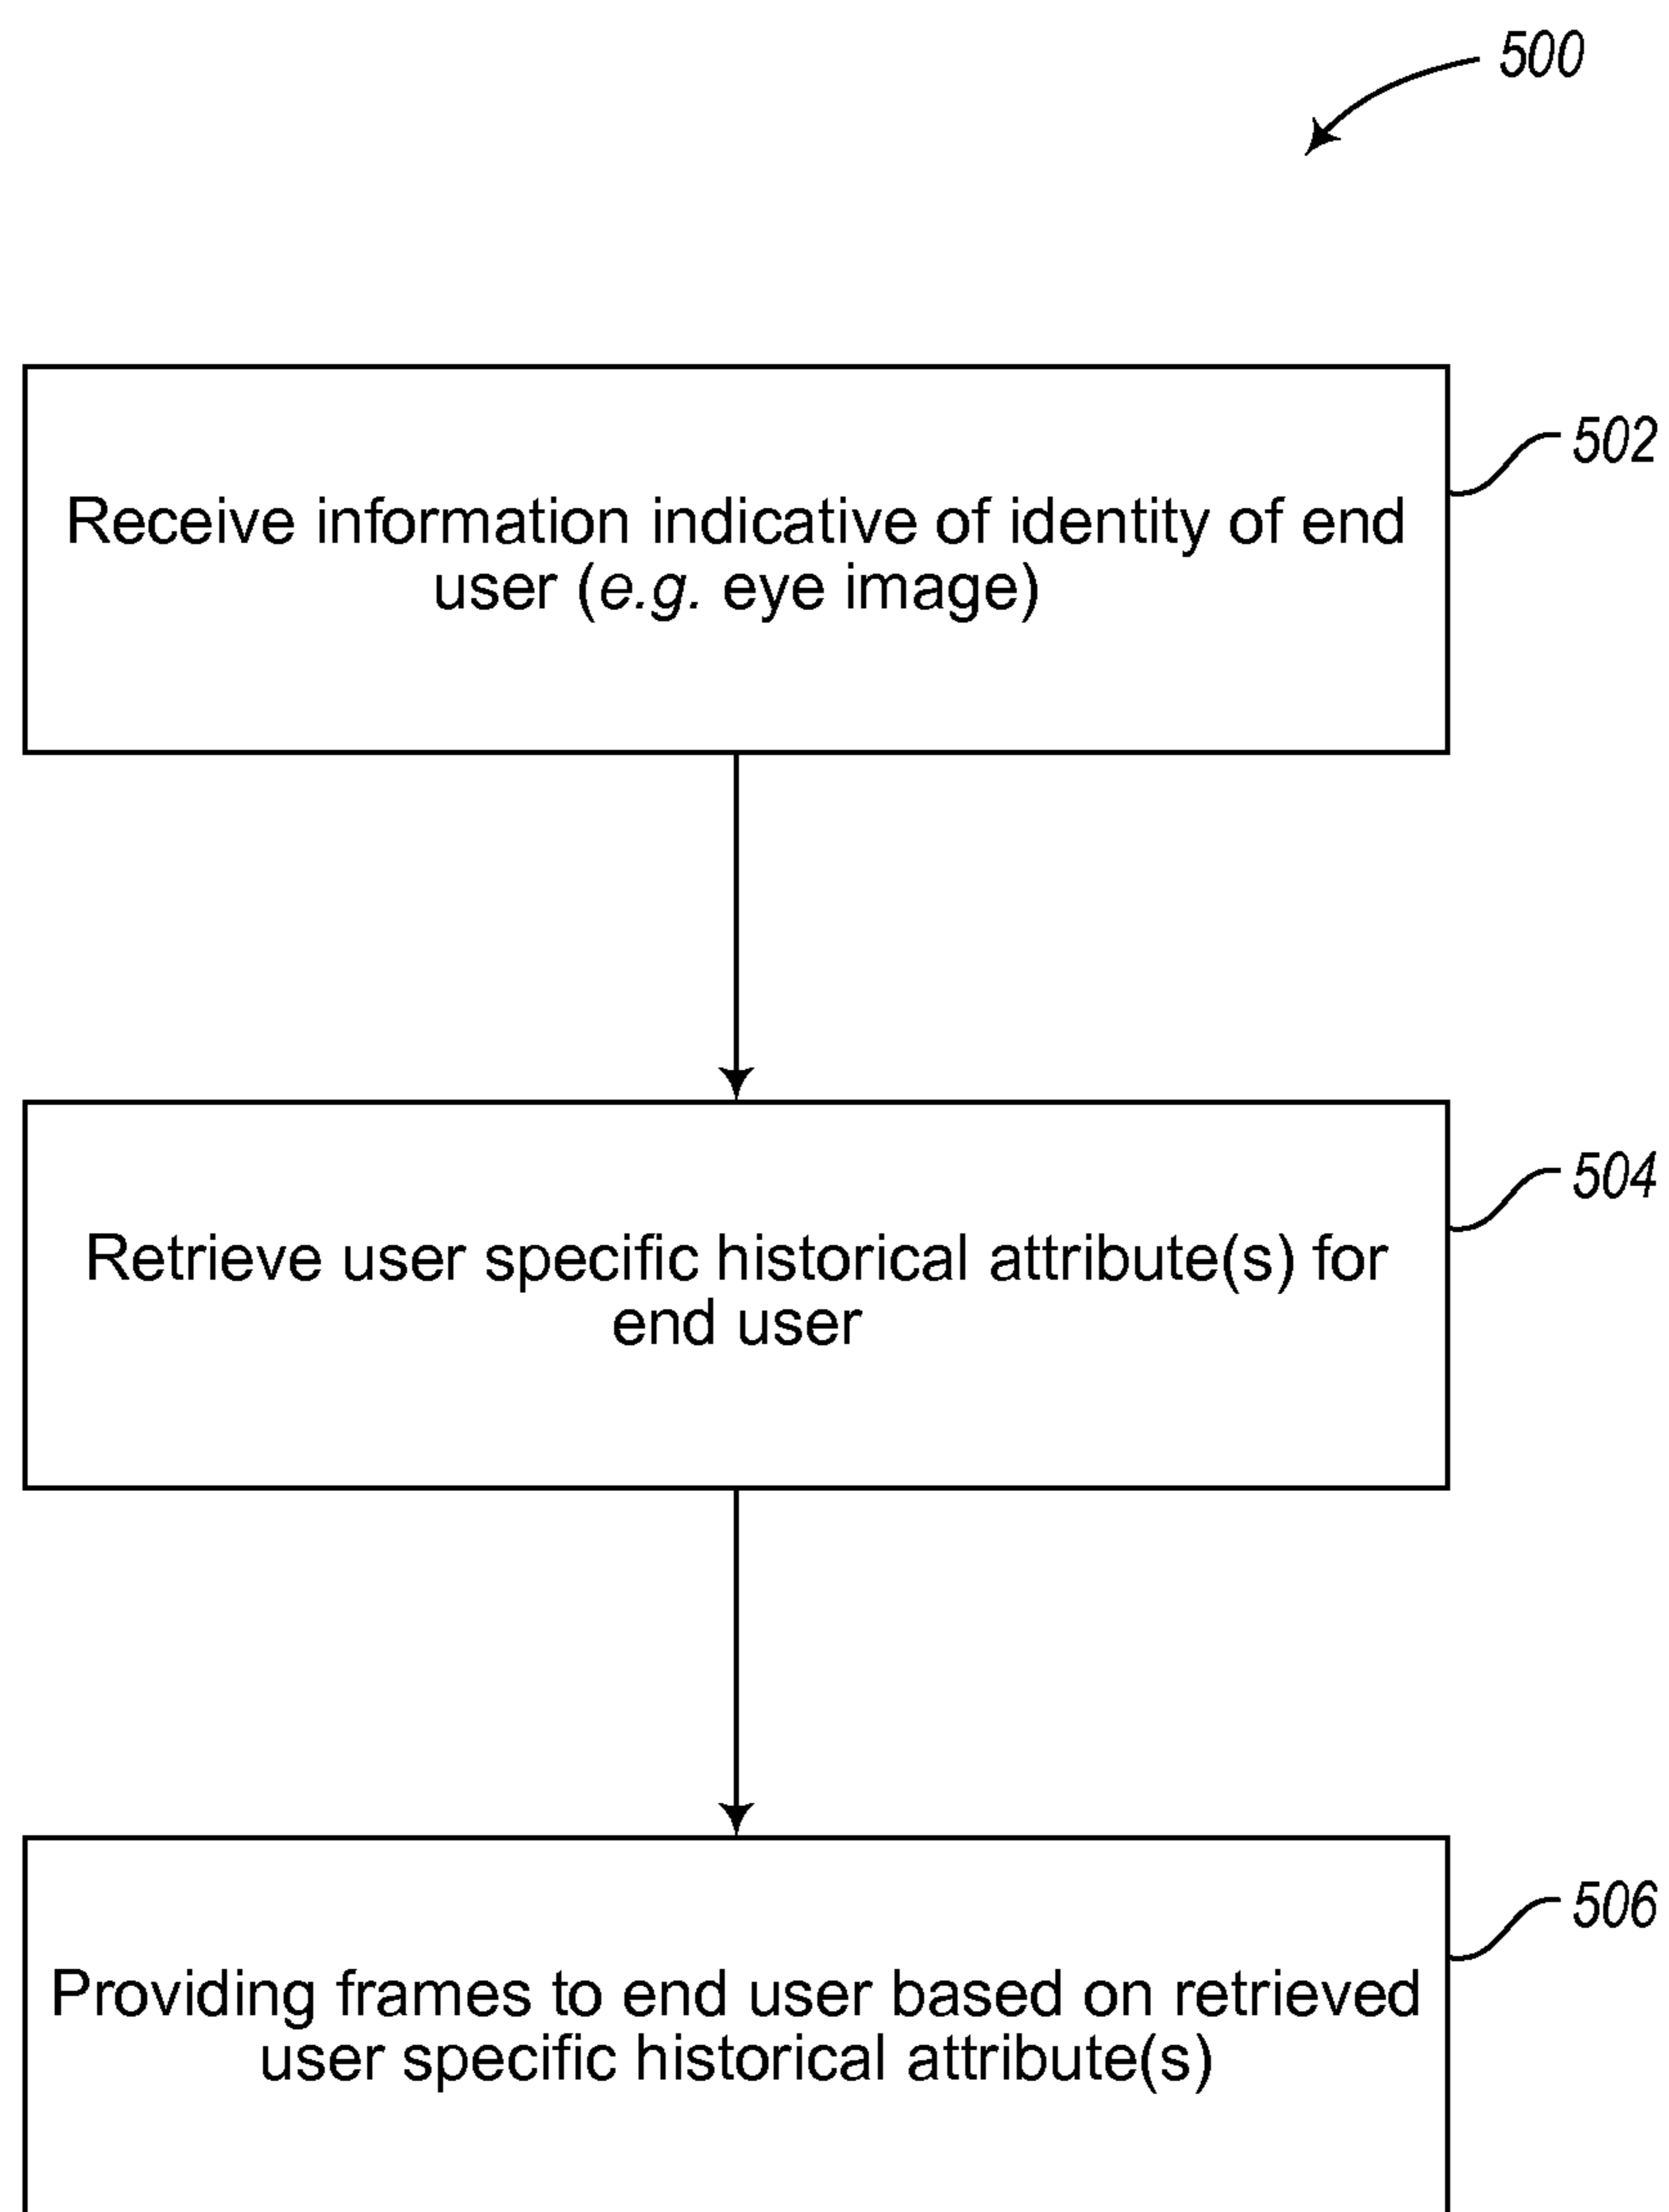 500
502
Receive information indicative of identity of end
user (e.g. eye image)
504
Retrieve user specific historical attribute(s) for
end user
506
Providing frames to end user based on retrieved
user specific historical attribute(s)